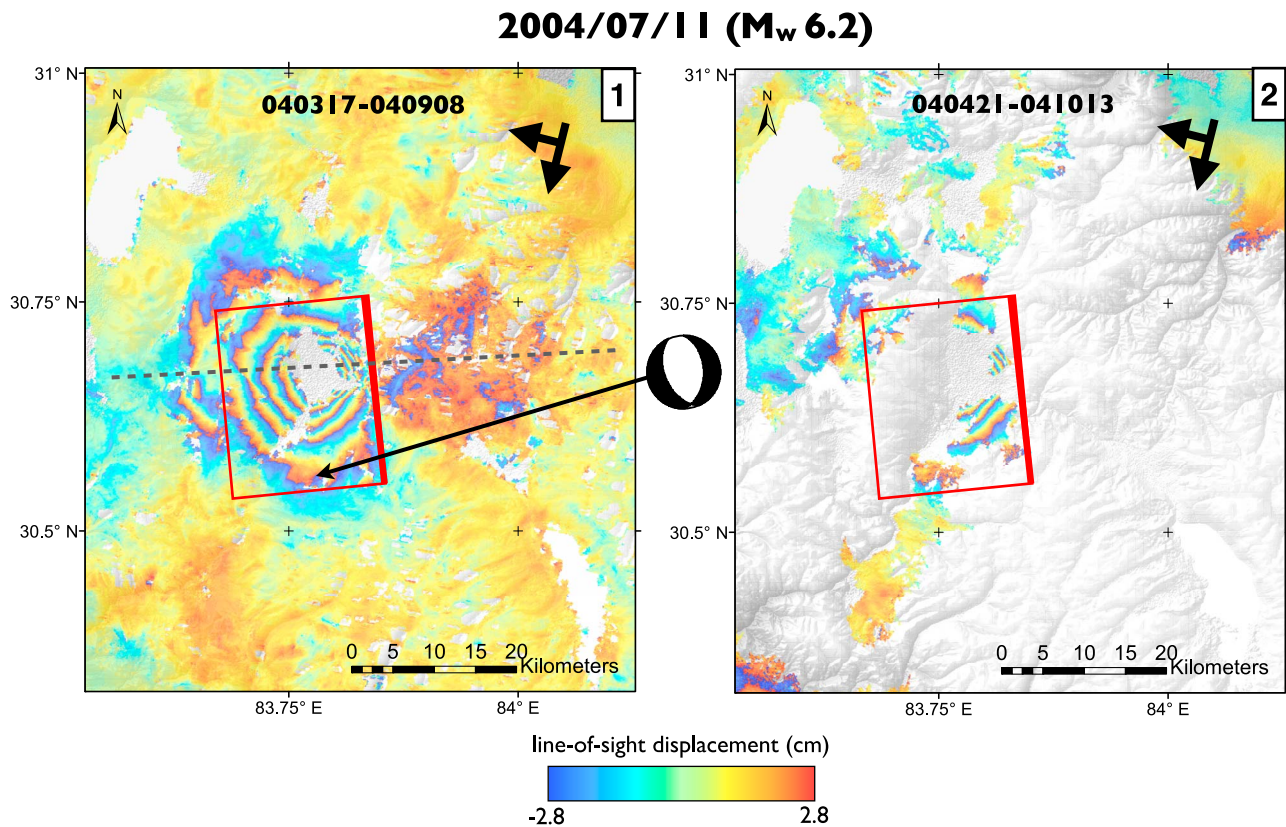 2004/07/11 (Mw 6.2)
31° N
30.75° N
30.5° N
N
040317-040908
1
0 5 10 15 20
Kilometers
83.75° E
84° E
31° N
30.75° N
30.5° N
N
040421-041013
2
0 5 10 15 20
Kilometers
83.75° E
84° E
line-of-sight displacement (cm)
-2.8
2.8